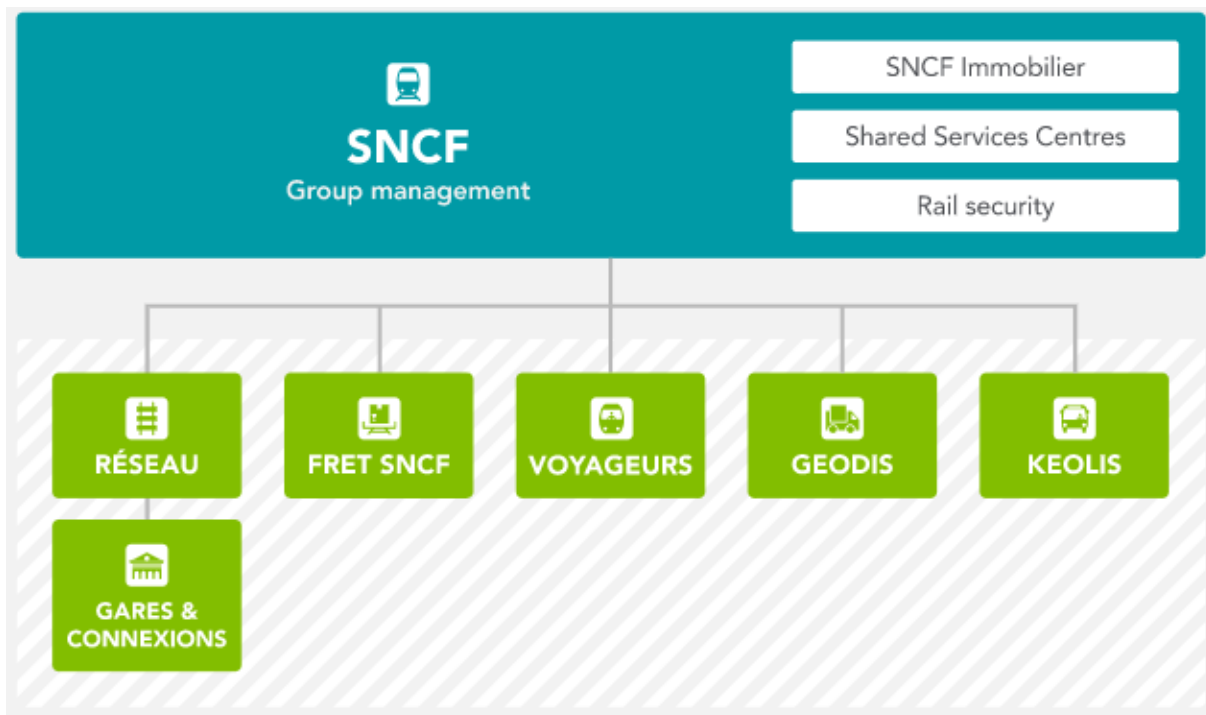 SNCF
Group management
SNCF Immobilier
Shared Services Centres
Rail security
RÉSEAU
FRET SNCF
VOYAGEURS
GEODIS
KEOLIS
GARES &
CONNEXIONS